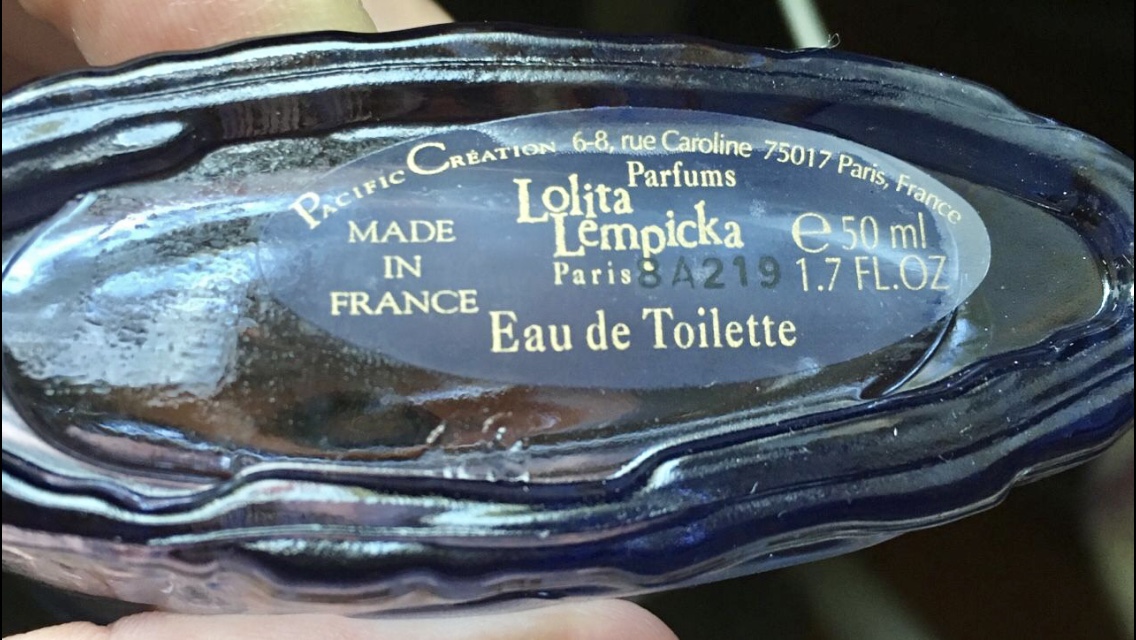 PACIFIC CRÉATION 6-8, rue Caroline 75017 Paris, France
Parfums
Lolita
Lempicka
Paris
8A219
MADE
IN
FRANCE
℮ 50 ml
1.7 FL.OZ
Eau de Toilette